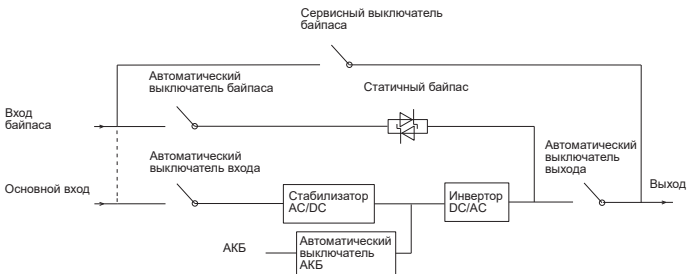 Сервисный выключатель
байпаса
Автоматический
выключатель байпаса
Статичный байпас
Вход
байпаса
Автоматический
выключатель
выхода
Автоматический
выключатель входа
Основной вход
Стабилизатор
AC/DC
Инвертор
DC/AC
Выход
АКБ
Автоматический
выключатель
АКБ